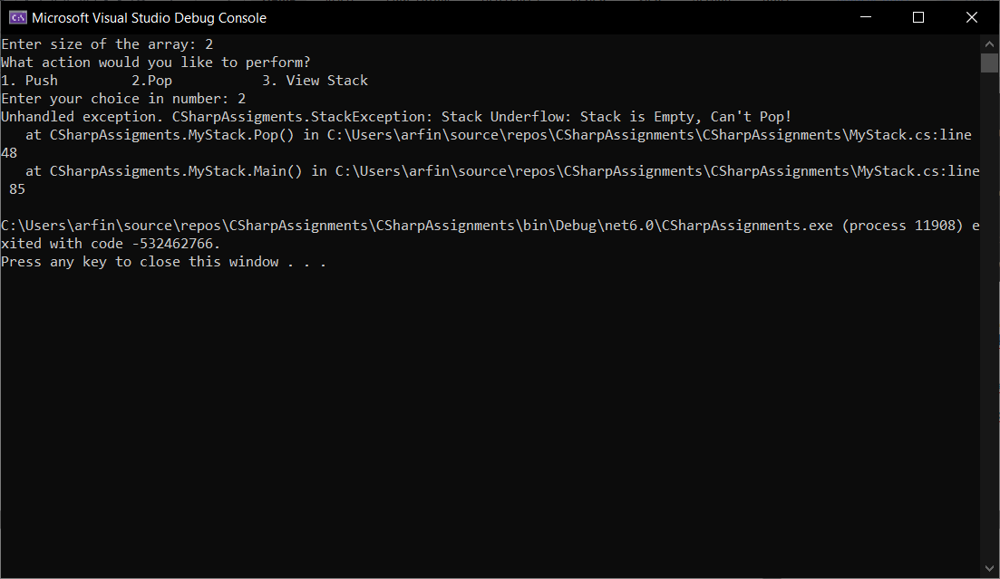 Microsoft Visual Studio Debug Console
Enter size of the array: 2
What action would you like to perform?
1. Push         2.Pop           3. View Stack
Enter your choice in number: 2
Unhandled exception. CSharpAssigments.StackException: Stack Underflow: Stack is Empty, Can't Pop!
   at CSharpAssigments.MyStack.Pop() in C:\Users\arfin\source\repos\CSharpAssignments\CSharpAssignments\MyStack.cs:line
48
   at CSharpAssigments.MyStack.Main() in C:\Users\arfin\source\repos\CSharpAssignments\CSharpAssignments\MyStack.cs:line
 85
C:\Users\arfin\source\repos\CSharpAssignments\CSharpAssignments\bin\Debug\net6.0\CSharpAssignments.exe (process 11908) e
xited with code -532462766.
Press any key to close this window . . .